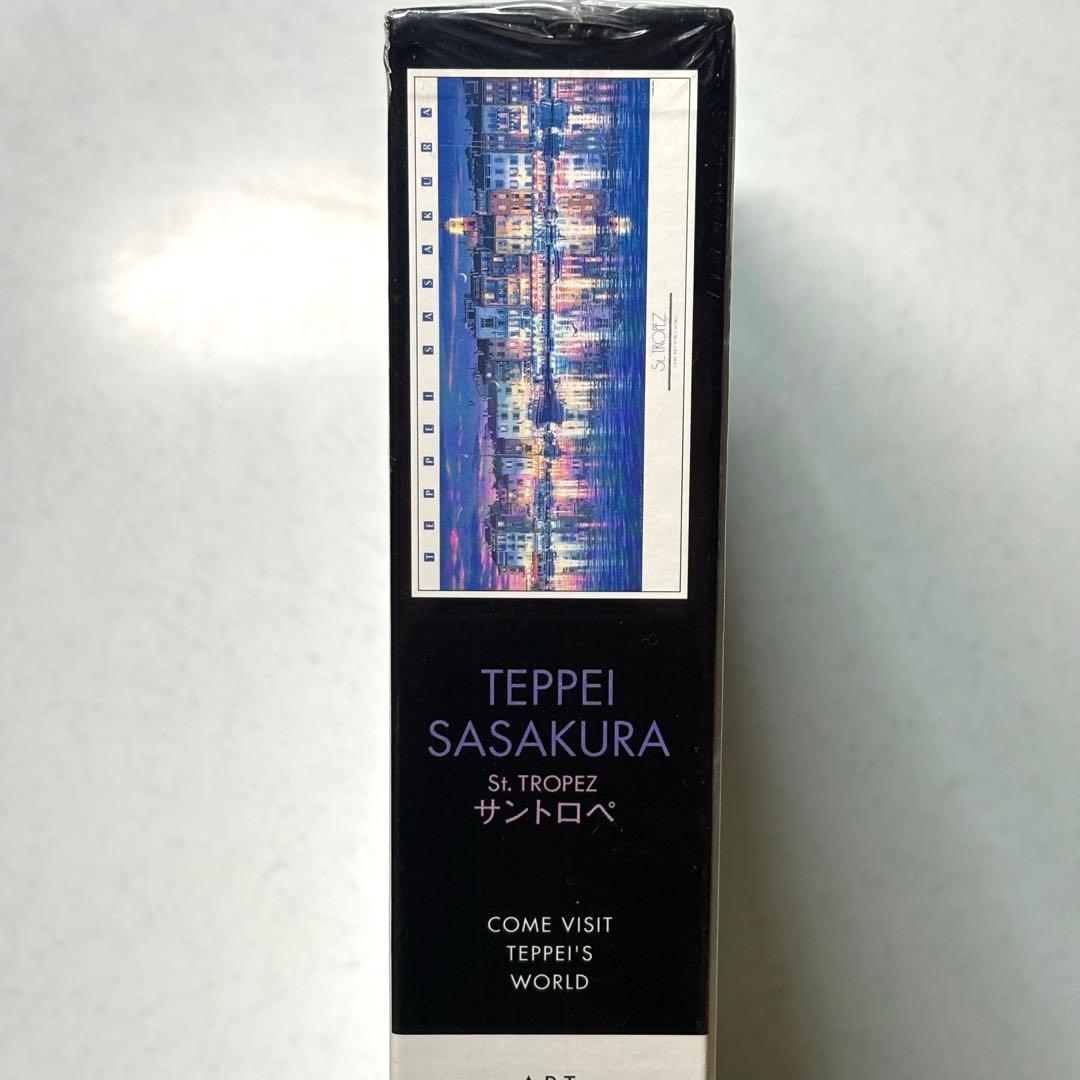 TEPPEI SASAKURA
St. TROPEZ
TEPPEI
SASAKURA
St. TROPEZ
サントロペ
COME VISIT
TEPPEI'S
WORLD